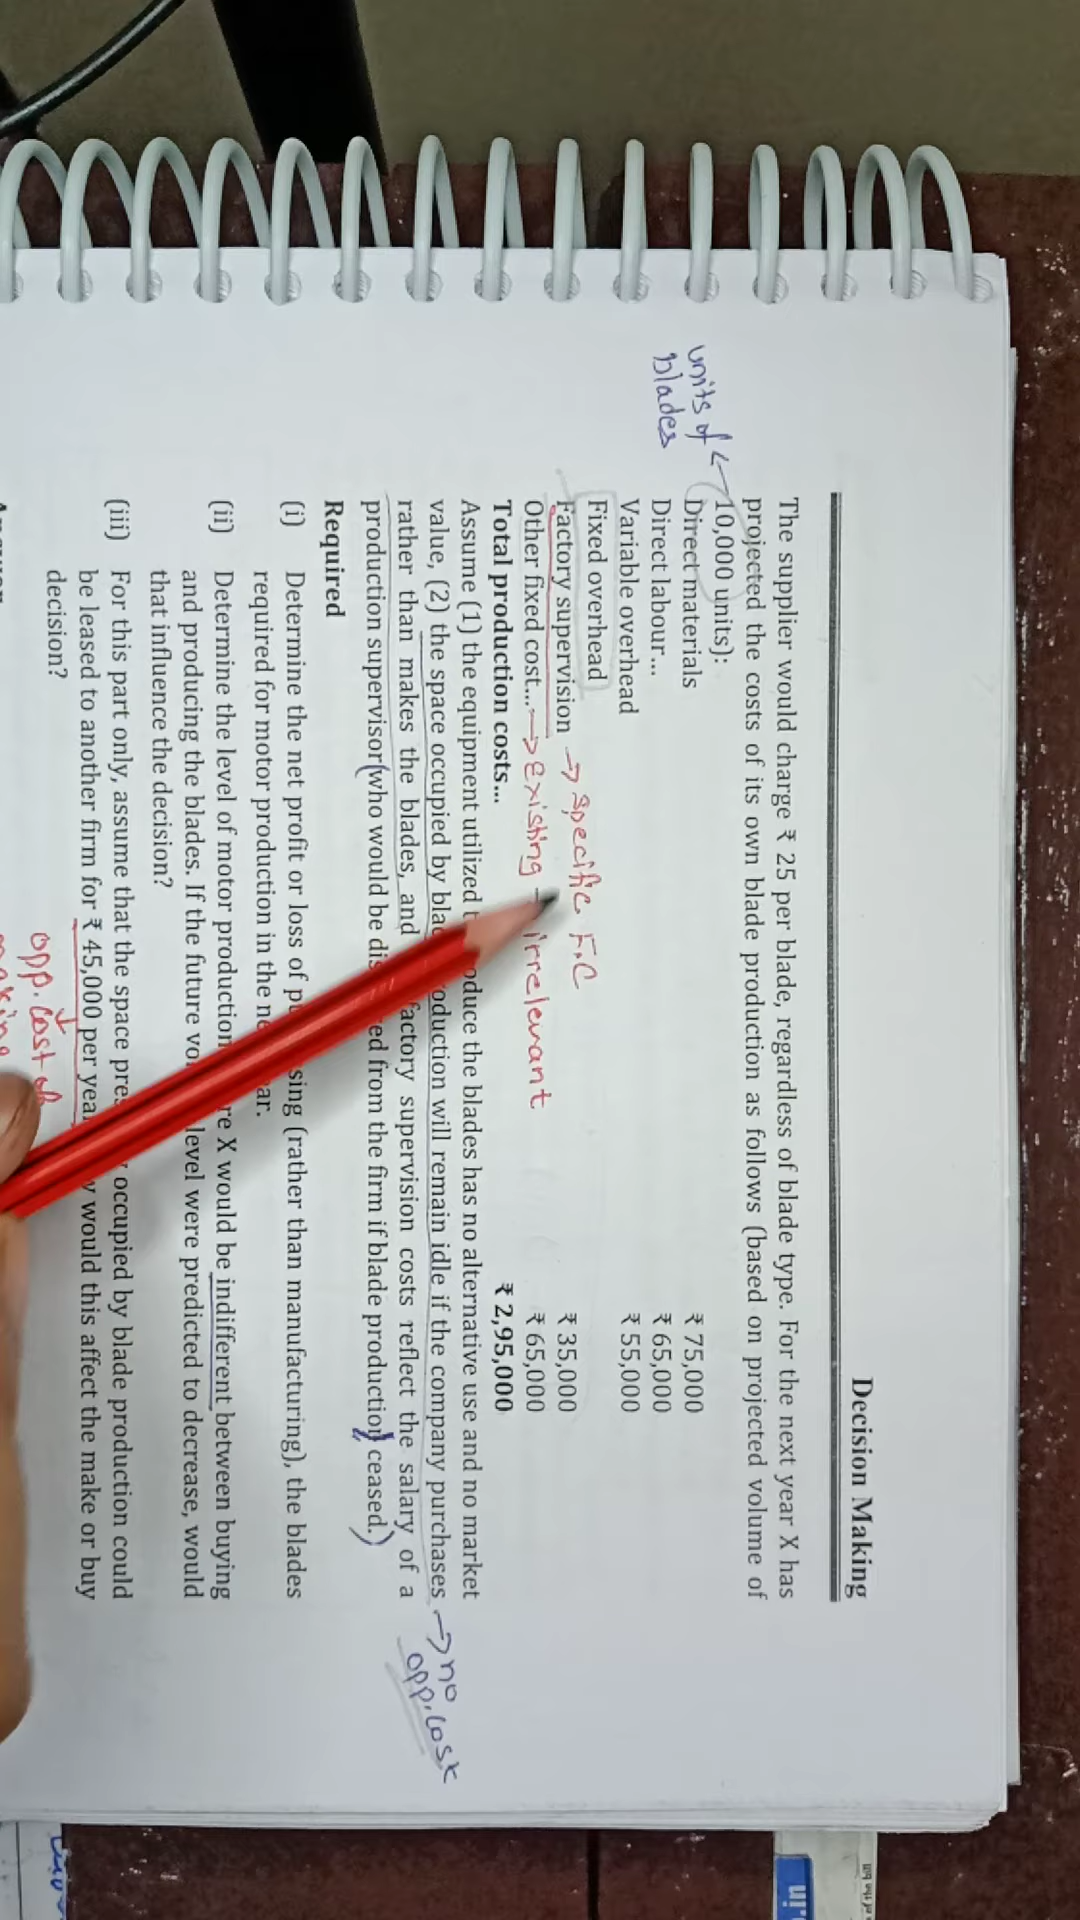 Decision Making
The supplier would charge ₹ 25 per blade, regardless of blade type. For the next year X has
projected the costs of its own blade production as follows (based on projected volume of
10,000 units):
units of
blades
Direct materials ₹ 75,000
Direct labour... ₹ 65,000
Variable overhead ₹ 55,000
Fixed overhead
Factory supervision → specific F.C ₹ 35,000
Other fixed cost... → Existing irrelevant ₹ 65,000
Total production costs... ₹ 2,95,000
Assume (1) the equipment utilized produce the blades has no alternative use and no market
value, (2) the space occupied by production will remain idle if the company purchases → no
opp. cost
rather than makes the blades, and factory supervision costs reflect the salary of a
production supervisor (who would be from the firm if blade production ceased.)
Required
(i) Determine the net profit or loss of (rather than manufacturing), the blades
required for motor production in the
(ii) Determine the level of motor production X would be indifferent between buying
and producing the blades. If the future level were predicted to decrease, would
that influence the decision?
(iii) For this part only, assume that the space occupied by blade production could
be leased to another firm for ₹ 45,000 per would this affect the make or buy
decision?
opp. cost of